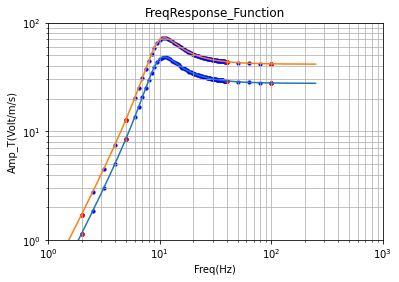 FreqResponse_Function
Amp_T(Volt/m/s)
10²
10¹
10⁰
10⁰ 10¹ 10² 10³
Freq(Hz)